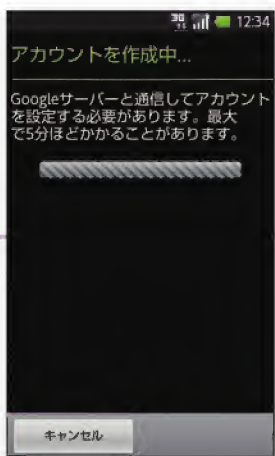 3G 12:34
アカウントを作成中...
Googleサーバーと通信してアカウント
を設定する必要があります。最大
で5分ほどかかることがあります。
キャンセル